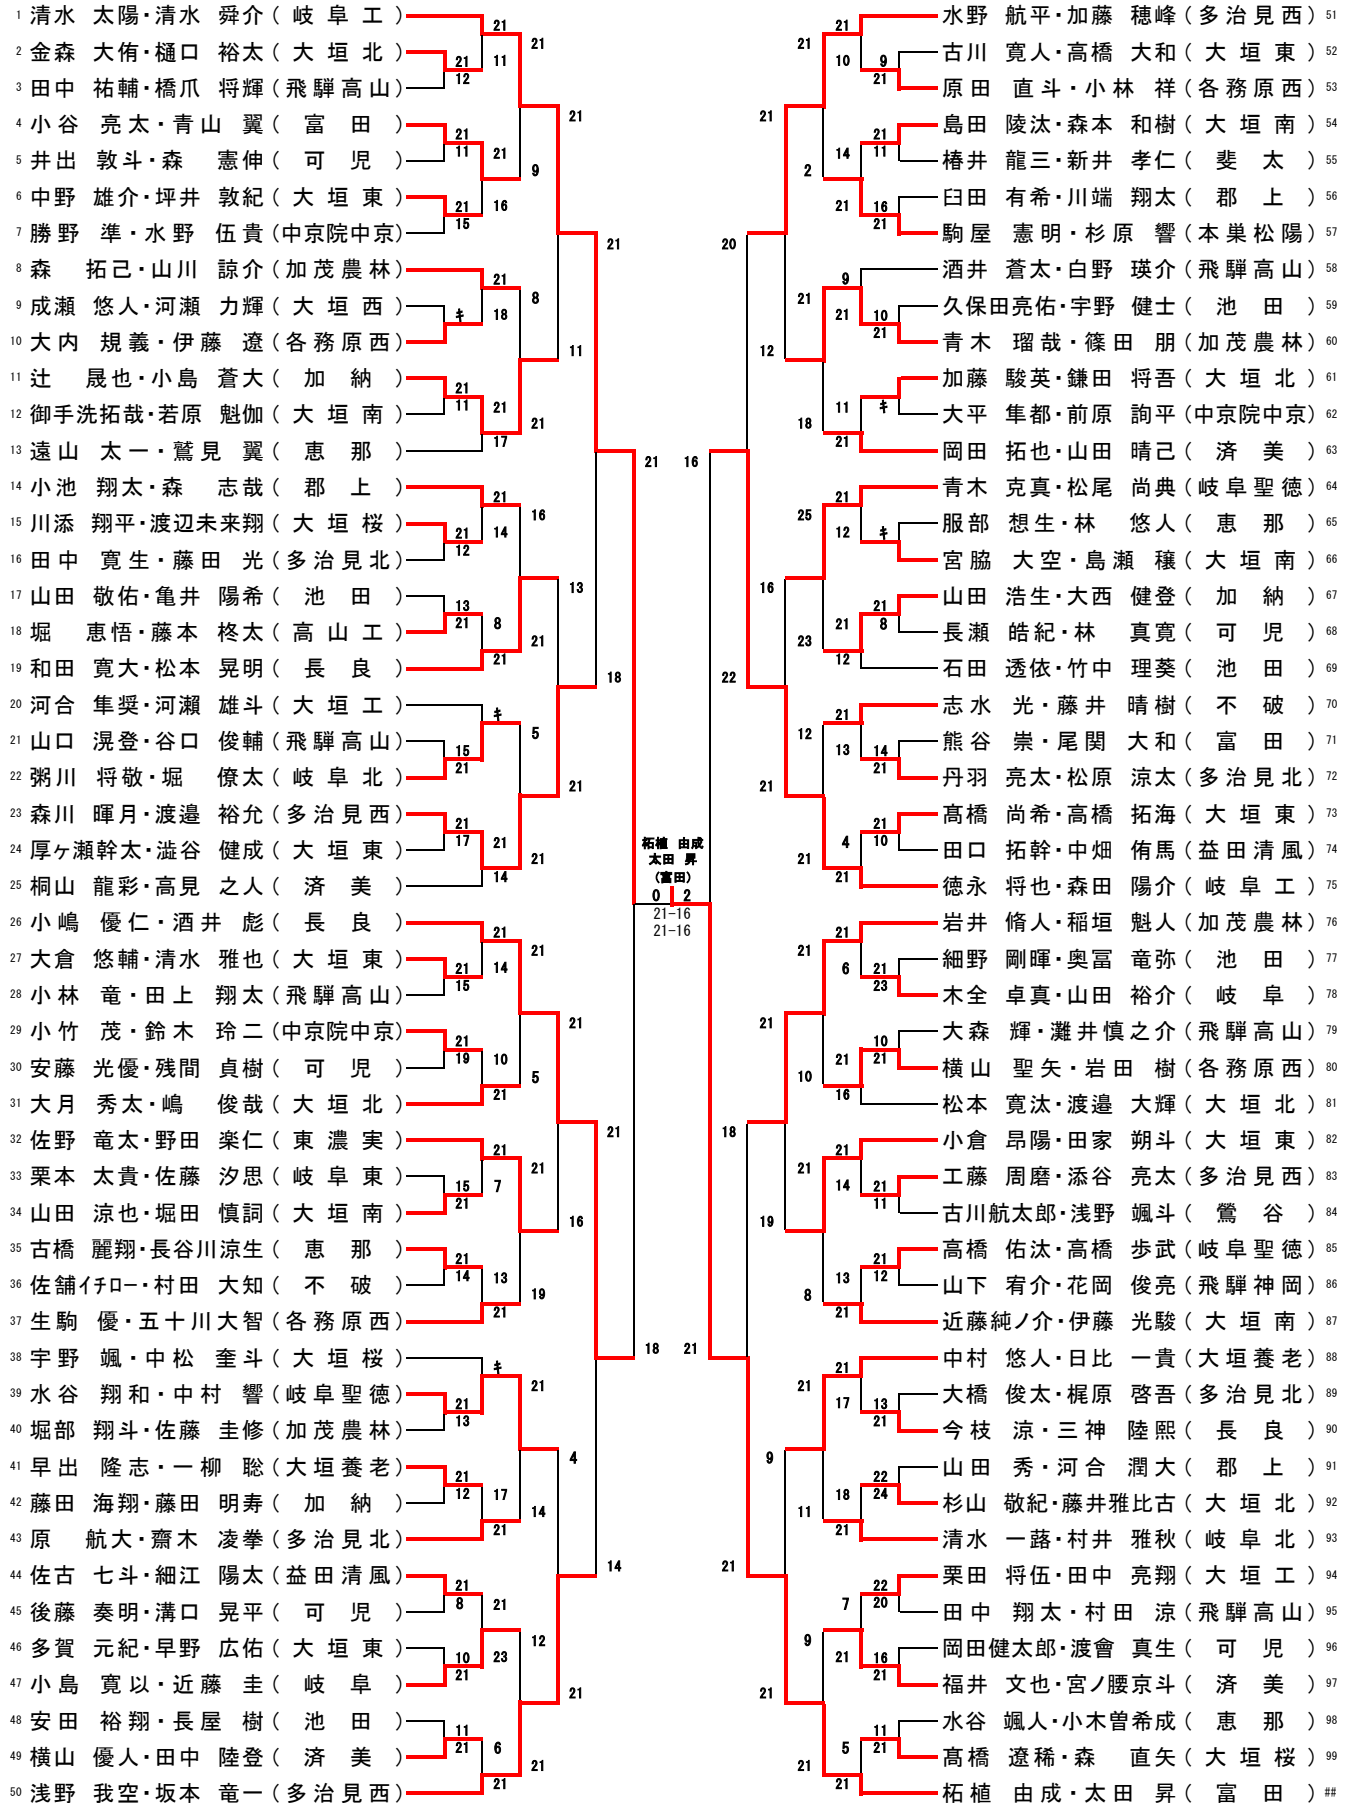 1 清水 太陽・清水 舜介 ( 岐 阜 工 )
2 金森 大侑・樋口 裕太 ( 大 垣 北 )
3 田中 祐輔・橋爪 将輝 (飛騨高山)
4 小谷 亮太・青山 翼 ( 富 田 )
5 井出 敦斗・森 憲伸 ( 可 児 )
6 中野 雄介・坪井 敦紀 ( 大 垣 東 )
7 勝野 準・水野 伍貴 (中京院中京)
8 森 拓己・山川 諒介 (加茂農林)
9 成瀬 悠人・河瀬 力輝 ( 大 垣 西 )
10 大内 規義・伊藤 遼 (各務原西)
11 辻 晟也・小島 蒼大 ( 加 納 )
12 御手洗拓哉・若原 魁伽 ( 大 垣 南 )
13 遠山 太一・鷲見 翼 ( 恵 那 )
14 小池 翔太・森 志哉 ( 郡 上 )
15 川添 翔平・渡辺未来翔 ( 大 垣 桜 )
16 田中 寛生・藤田 光 (多治見北)
17 山田 敬佑・亀井 陽希 ( 池 田 )
18 堀 恵悟・藤本 柊太 ( 高 山 工 )
19 和田 寛大・松本 晃明 ( 長 良 )
20 河合 隼奨・河瀨 雄斗 ( 大 垣 工 )
21 山口 滉登・谷口 俊輔 (飛騨高山)
22 粥川 将敬・堀 僚太 ( 岐 阜 北 )
23 森川 暉月・渡邉 裕允 (多治見西)
24 厚ヶ瀬幹太・澁谷 健成 ( 大 垣 東 )
25 桐山 龍彩・高見 之人 ( 済 美 )
26 小嶋 優仁・酒井 彪 ( 長 良 )
27 大倉 悠輔・清水 雅也 ( 大 垣 東 )
28 小林 竜・田上 翔太 (飛騨高山)
29 小竹 茂・鈴木 玲二 (中京院中京)
30 安藤 光優・残間 貞樹 ( 可 児 )
31 大月 秀太・嶋 俊哉 ( 大 垣 北 )
32 佐野 竜太・野田 楽仁 ( 東 濃 実 )
33 栗本 太貴・佐藤 汐思 ( 岐 阜 東 )
34 山田 涼也・堀田 慎詞 ( 大 垣 南 )
35 古橋 麗翔・長谷川涼生 ( 恵 那 )
36 佐舗イチロー・村田 大知 ( 不 破 )
37 生駒 優・五十川大智 (各務原西)
38 宇野 颯・中松 奎斗 ( 大 垣 桜 )
39 水谷 翔和・中村 響 (岐阜聖徳)
40 堀部 翔斗・佐藤 圭修 (加茂農林)
41 早出 隆志・一柳 聡 (大垣養老)
42 藤田 海翔・藤田 明寿 ( 加 納 )
43 原 航大・齋木 凌拳 (多治見北)
44 佐古 七斗・細江 陽太 (益田清風)
45 後藤 奏明・溝口 晃平 ( 可 児 )
46 多賀 元紀・早野 広佑 ( 大 垣 東 )
47 小島 寛以・近藤 圭 ( 岐 阜 )
48 安田 裕翔・長屋 樹 ( 池 田 )
49 横山 優人・田中 陸登 ( 済 美 )
50 浅野 我空・坂本 竜一 (多治見西)
柘植 由成
太田 昇
(富田)
0 2
21-16
21-16
水野 航平・加藤 穂峰 (多治見西) 51
古川 寛人・高橋 大和 ( 大 垣 東 ) 52
原田 直斗・小林 祥 (各務原西) 53
島田 陵汰・森本 和樹 ( 大 垣 南 ) 54
椿井 龍三・新井 孝仁 ( 斐 太 ) 55
臼田 有希・川端 翔太 ( 郡 上 ) 56
駒屋 憲明・杉原 響 (本巣松陽) 57
酒井 蒼太・白野 瑛介 (飛騨高山) 58
久保田亮佑・宇野 健士 ( 池 田 ) 59
青木 瑠哉・篠田 朋 (加茂農林) 60
加藤 駿英・鎌田 将吾 ( 大 垣 北 ) 61
大平 隼都・前原 詢平 (中京院中京) 62
岡田 拓也・山田 晴己 ( 済 美 ) 63
青木 克真・松尾 尚典 (岐阜聖徳) 64
服部 想生・林 悠人 ( 恵 那 ) 65
宮脇 大空・島瀬 穣 ( 大 垣 南 ) 66
山田 浩生・大西 健登 ( 加 納 ) 67
長瀬 皓紀・林 真寛 ( 可 児 ) 68
石田 透依・竹中 理葵 ( 池 田 ) 69
志水 光・藤井 晴樹 ( 不 破 ) 70
熊谷 崇・尾関 大和 ( 富 田 ) 71
丹羽 亮太・松原 涼太 (多治見北) 72
髙橋 尚希・高橋 拓海 ( 大 垣 東 ) 73
田口 拓幹・中畑 侑馬 (益田清風) 74
徳永 将也・森田 陽介 ( 岐 阜 工 ) 75
岩井 脩人・稲垣 魁人 (加茂農林) 76
細野 剛暉・奥冨 竜弥 ( 池 田 ) 77
木全 卓真・山田 裕介 ( 岐 阜 ) 78
大森 輝・灘井慎之介 (飛騨高山) 79
横山 聖矢・岩田 樹 (各務原西) 80
松本 寛汰・渡邉 大輝 ( 大 垣 北 ) 81
小倉 昂陽・田家 朔斗 ( 大 垣 東 ) 82
工藤 周磨・添谷 亮太 (多治見西) 83
古川航太郎・浅野 颯斗 ( 鶯 谷 ) 84
高橋 佑汰・高橋 歩武 (岐阜聖徳) 85
山下 宥介・花岡 俊亮 (飛騨神岡) 86
近藤純ノ介・伊藤 光駿 ( 大 垣 南 ) 87
中村 悠人・日比 一貴 (大垣養老) 88
大橋 俊太・梶原 啓吾 (多治見北) 89
今枝 涼・三神 陸熙 ( 長 良 ) 90
山田 秀・河合 潤大 ( 郡 上 ) 91
杉山 敬紀・藤井雅比古 ( 大 垣 北 ) 92
清水 一蕗・村井 雅秋 ( 岐 阜 北 ) 93
栗田 将伍・田中 亮翔 ( 大 垣 工 ) 94
田中 翔太・村田 涼 (飛騨高山) 95
岡田健太郎・渡會 真生 ( 可 児 ) 96
福井 文也・宮ノ腰京斗 ( 済 美 ) 97
水谷 颯人・小木曽希成 ( 恵 那 ) 98
髙橋 遼稀・森 直矢 ( 大 垣 桜 ) 99
柘植 由成・太田 昇 ( 富 田 ) ##